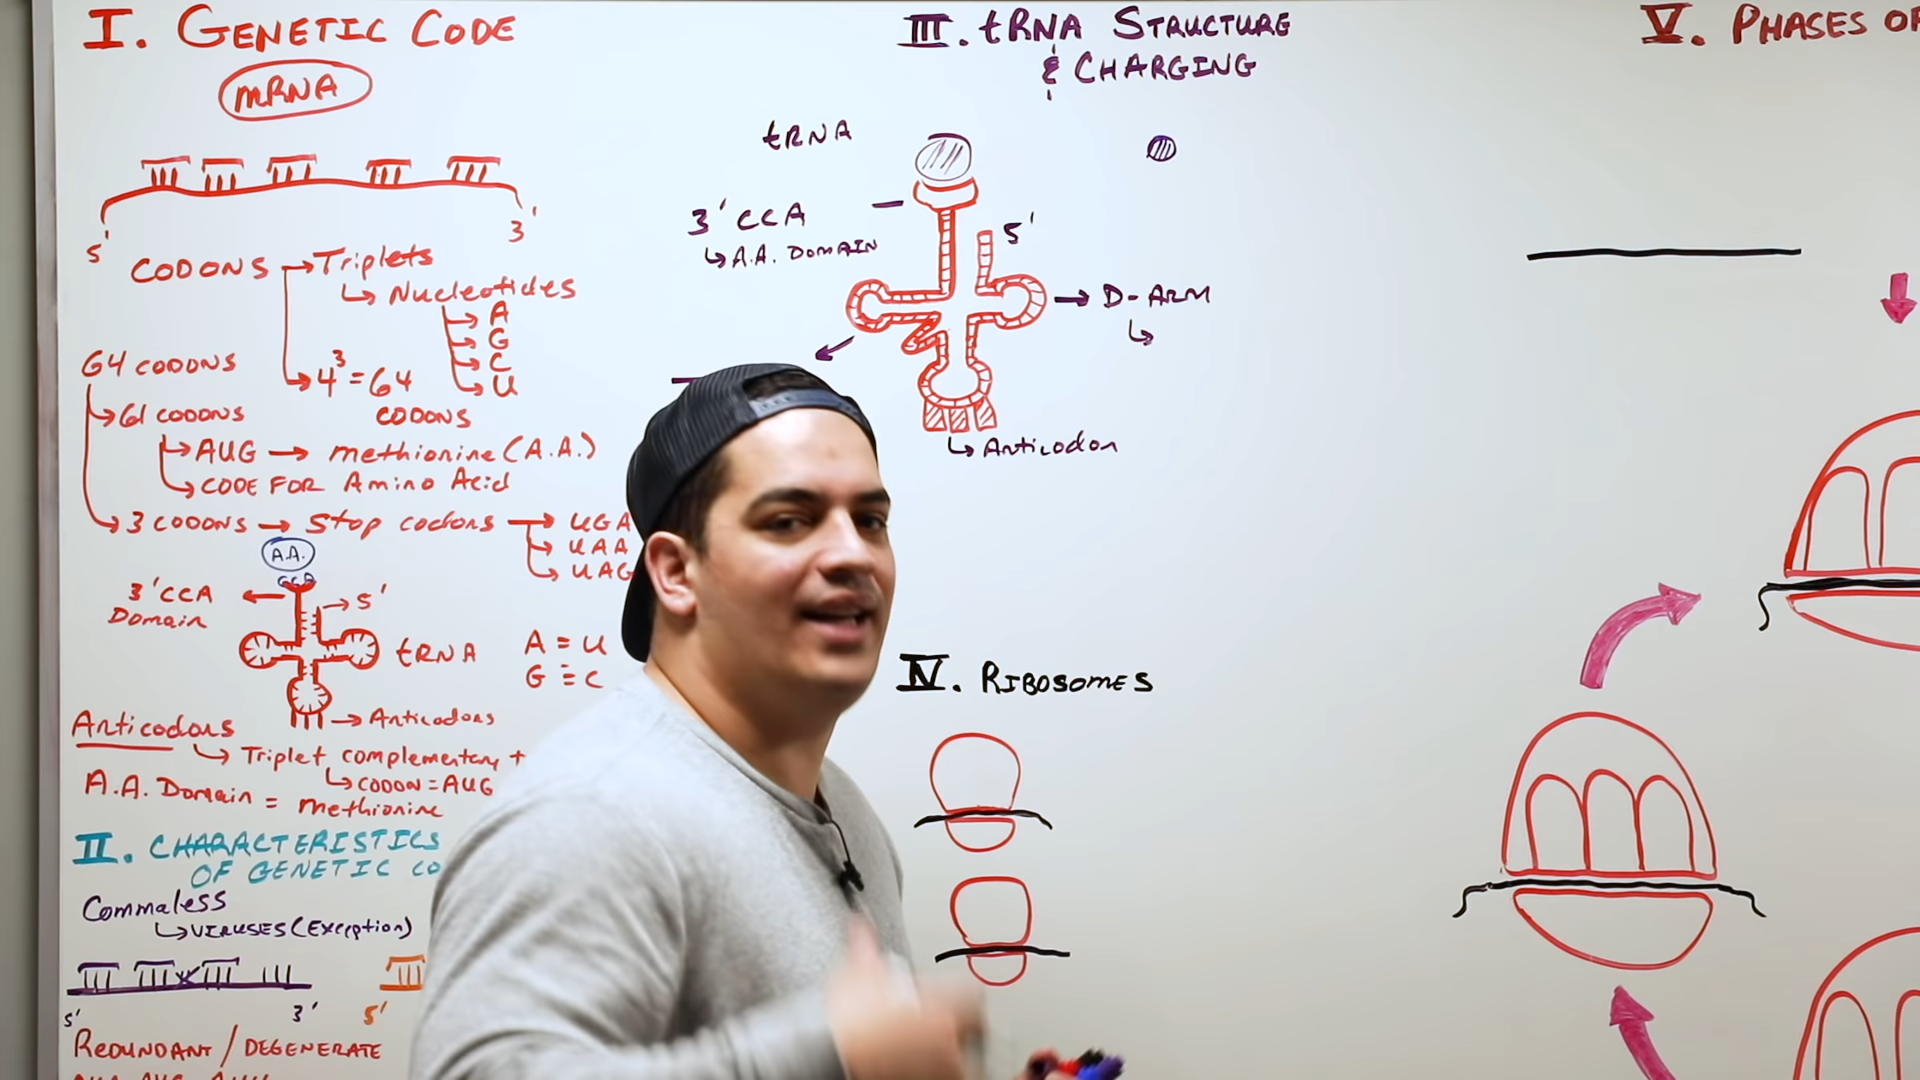 I. GENETIC CODE
mRNA
5' 3'
CODONS → Triplets
↳ Nucleotides
→ A
→ G
→ C
→ U
→ 4³ = 64
CODONS
64 CODONS
→ 61 CODONS
→ AUG → methionine (A.A.)
→ CODE FOR Amino Acid
→ 3 CODONS → Stop codons → UGA
→ UAA
→ UAG
A.A.
CCA
3' CCA
Domain
→ 5'
tRNA
→ Anticodons
A = U
G ≡ C
Anticodons
↳ Triplet complementary
↳ CODON = AUG
A.A. Domain = methionine
II. CHARACTERISTICS
OF GENETIC CO
Commaless
↳ VIRUSES (Exception)
5' 3'
5'
REDUNDANT / DEGENERATE
III. tRNA STRUCTURE
& CHARGING
tRNA
3' CCA
↳ A.A. DOMAIN
5'
→ D-ARM
↳
↳ Anticodon
IV. RIBOSOMES
V. PHASES OF